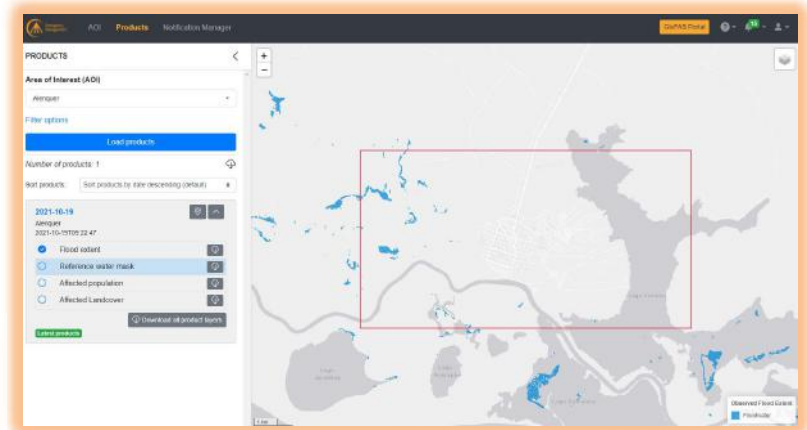 AOI Products Notification Manager
GloFAS Portal
PRODUCTS
Area of Interest (AOI)
Alenquer
Filter options
Load products
Number of products: 1
Sort products: Sort products by date descending (default)
2021-10-19
Alenquer
Flood extent
Reference water mask
Affected population
Affected Landcover
Download all product layers
Latest products
Observed Flood Extent
Floodwater